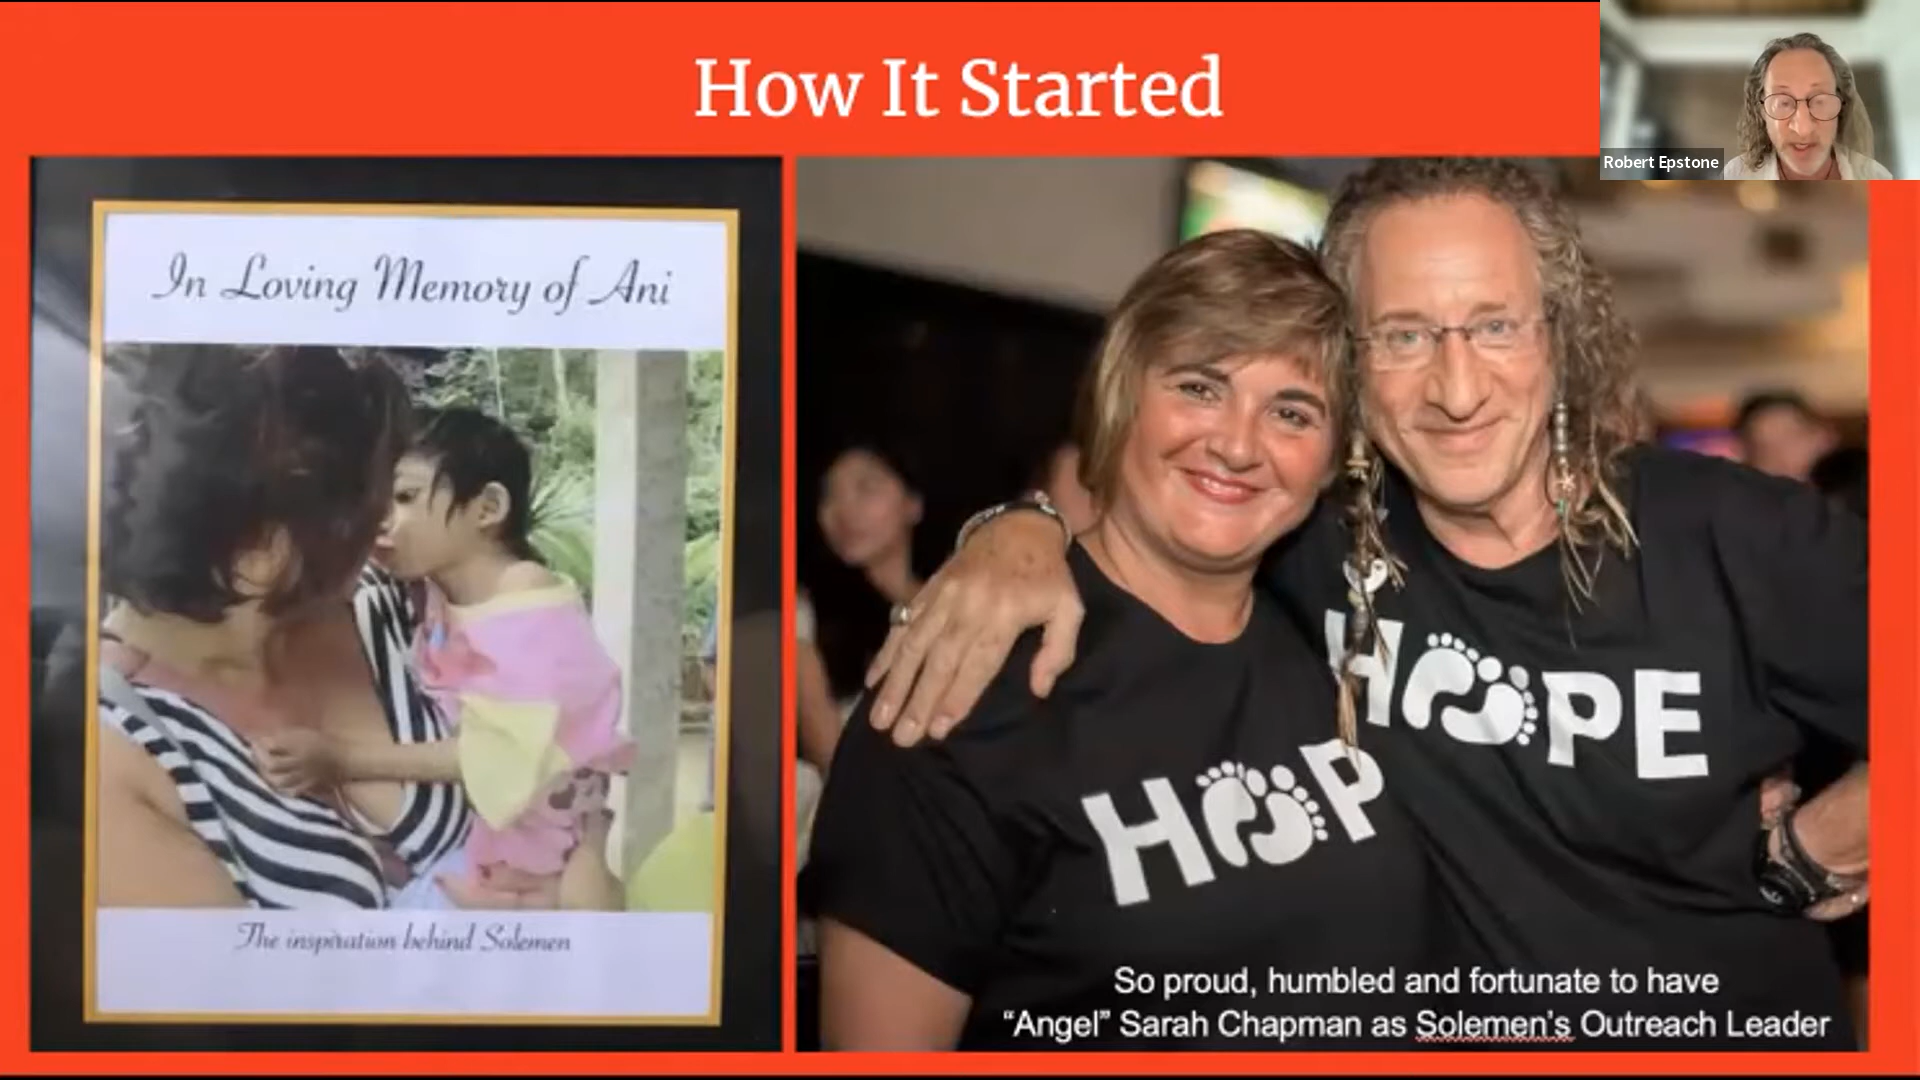 How It Started
Robert Epstone
In Loving Memory of Ani
The inspiration behind Solemen
HOPE
HOP
So proud, humbled and fortunate to have
“Angel” Sarah Chapman as Solemen’s Outreach Leader